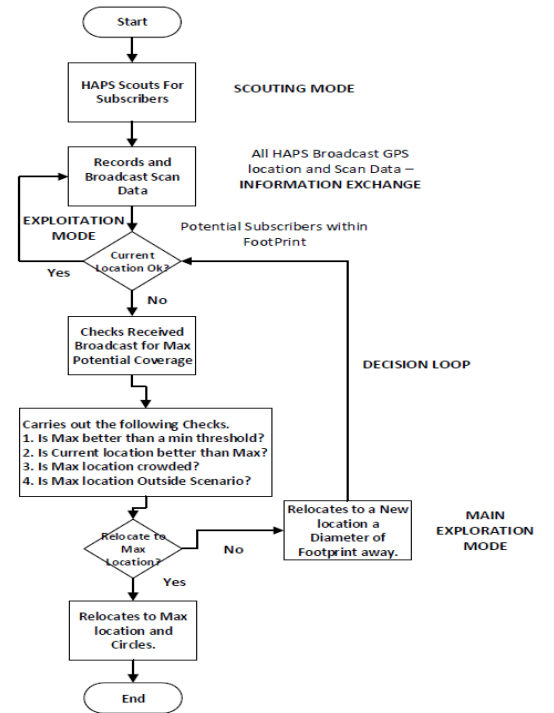 Start
HAPS Scouts For
Subscribers
SCOUTING MODE
Records and
Broadcast Scan
Data
All HAPS Broadcast GPS
location and Scan Data –
INFORMATION EXCHANGE
EXPLOITATION
MODE
Potential Subscribers within
FootPrint
Current
Location Ok?
Yes
No
Checks Received
Broadcast for Max
Potential Coverage
DECISION LOOP
Carries out the following Checks.
1. Is Max better than a min threshold?
2. Is Current location better than Max?
3. Is Max location crowded?
4. Is Max location Outside Scenario?
Relocate to
Max
Location?
No
Relocates to a New
location a
Diameter of
Footprint away.
MAIN
EXPLORATION
MODE
Yes
Relocates to Max
location and
Circles.
End